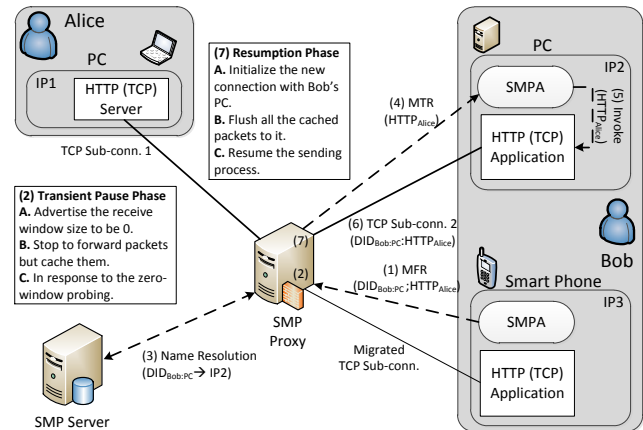 Alice
PC
IP1
HTTP (TCP)
Server
TCP Sub-conn. 1
(7) Resumption Phase
A. Initialize the new
connection with Bob's
PC.
B. Flush all the cached
packets to it.
C. Resume the sending
process.
(2) Transient Pause Phase
A. Advertise the receive
window size to be 0.
B. Stop to forward packets
but cache them.
C. In response to the zero-
window probing.
(7)
(2)
SMP
Proxy
(3) Name Resolution
(DIDBob:PC→ IP2)
SMP Server
(4) MTR
(HTTPAlice)
(6) TCP Sub-conn. 2
(DIDBob:PC:HTTPAlice)
(1) MFR
(DIDBob:PC;HTTPAlice)
Migrated
TCP Sub-conn.
PC
IP2
SMPA
(5) Invoke
(HTTPAlice)
HTTP (TCP)
Application
Bob
Smart Phone
IP3
SMPA
HTTP (TCP)
Application